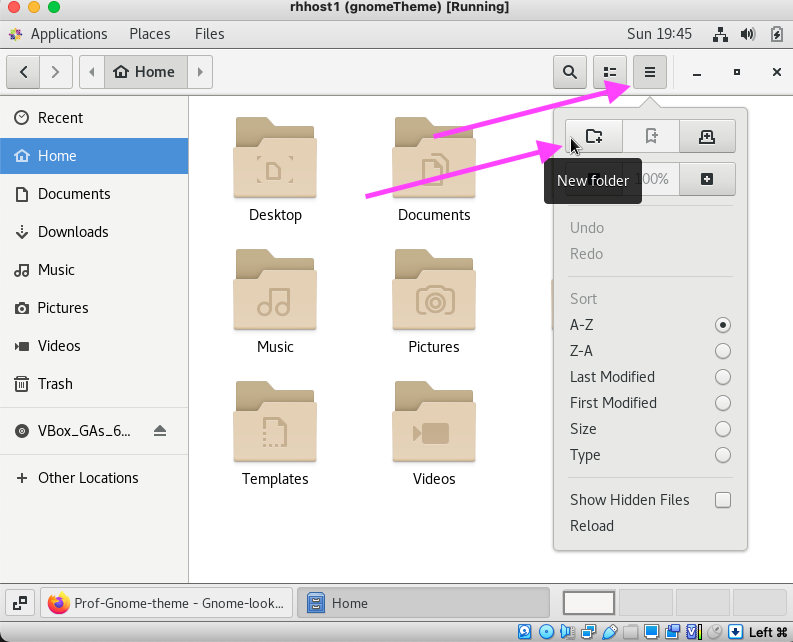 rhhost1 (gnomeTheme) [Running]
Applications Places Files Sun 19:45
Home
Recent
Home
Documents
Downloads
Music
Pictures
Videos
Trash
VBox_GAs_6...
Other Locations
Desktop
Documents
Music
Pictures
Templates
Videos
New folder
100%
Undo
Redo
Sort
A-Z
Z-A
Last Modified
First Modified
Size
Type
Show Hidden Files
Reload
Prof-Gnome-theme - Gnome-look...
Home
Left ⌘